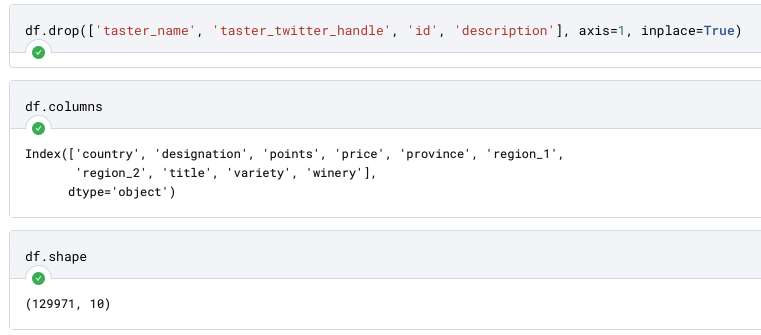 df.drop(['taster_name', 'taster_twitter_handle', 'id', 'description'], axis=1, inplace=True)
df.columns
Index(['country', 'designation', 'points', 'price', 'province', 'region_1',
       'region_2', 'title', 'variety', 'winery'],
      dtype='object')
df.shape
(129971, 10)